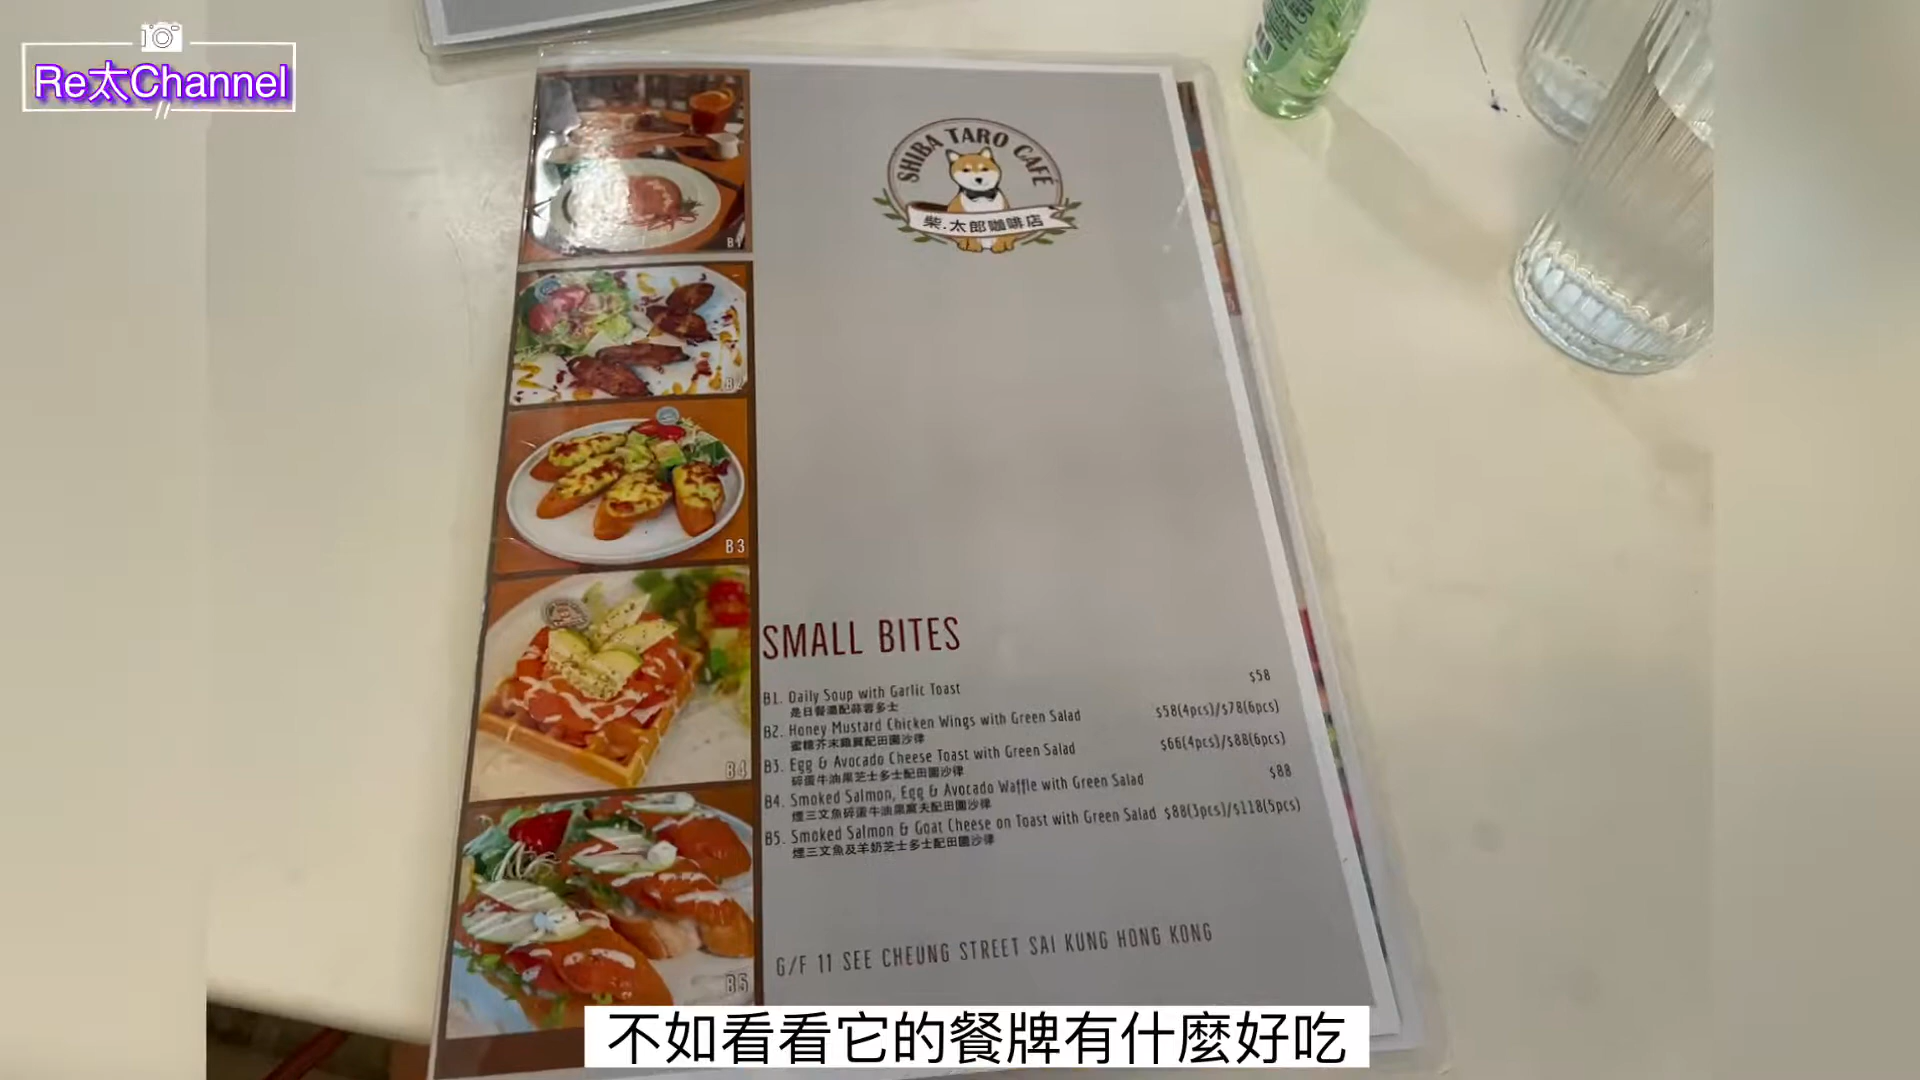 Re太Channel
SHIBA TARO CAFÉ
柴.太郎咖啡店
B1
B2
B3
B4
B5
SMALL BITES
B1. Daily Soup with Garlic Toast $58
是日餐湯配蒜蓉多士
B2. Honey Mustard Chicken Wings with Green Salad $58(4pcs)/$78(6pcs)
蜜糖芥末雞翼配田園沙律
B3. Egg & Avocado Cheese Toast with Green Salad $66(4pcs)/$88(6pcs)
碎蛋牛油果芝士多士配田園沙律
B4. Smoked Salmon, Egg & Avocado Waffle with Green Salad $88
煙三文魚碎蛋牛油果窩夫配田園沙律
B5. Smoked Salmon & Goat Cheese on Toast with Green Salad $88(3pcs)/$118(5pcs)
煙三文魚及羊奶芝士多士配田園沙律
G/F 11 SEE CHEUNG STREET SAI KUNG HONG KONG
不如看看它的餐牌有什麼好吃